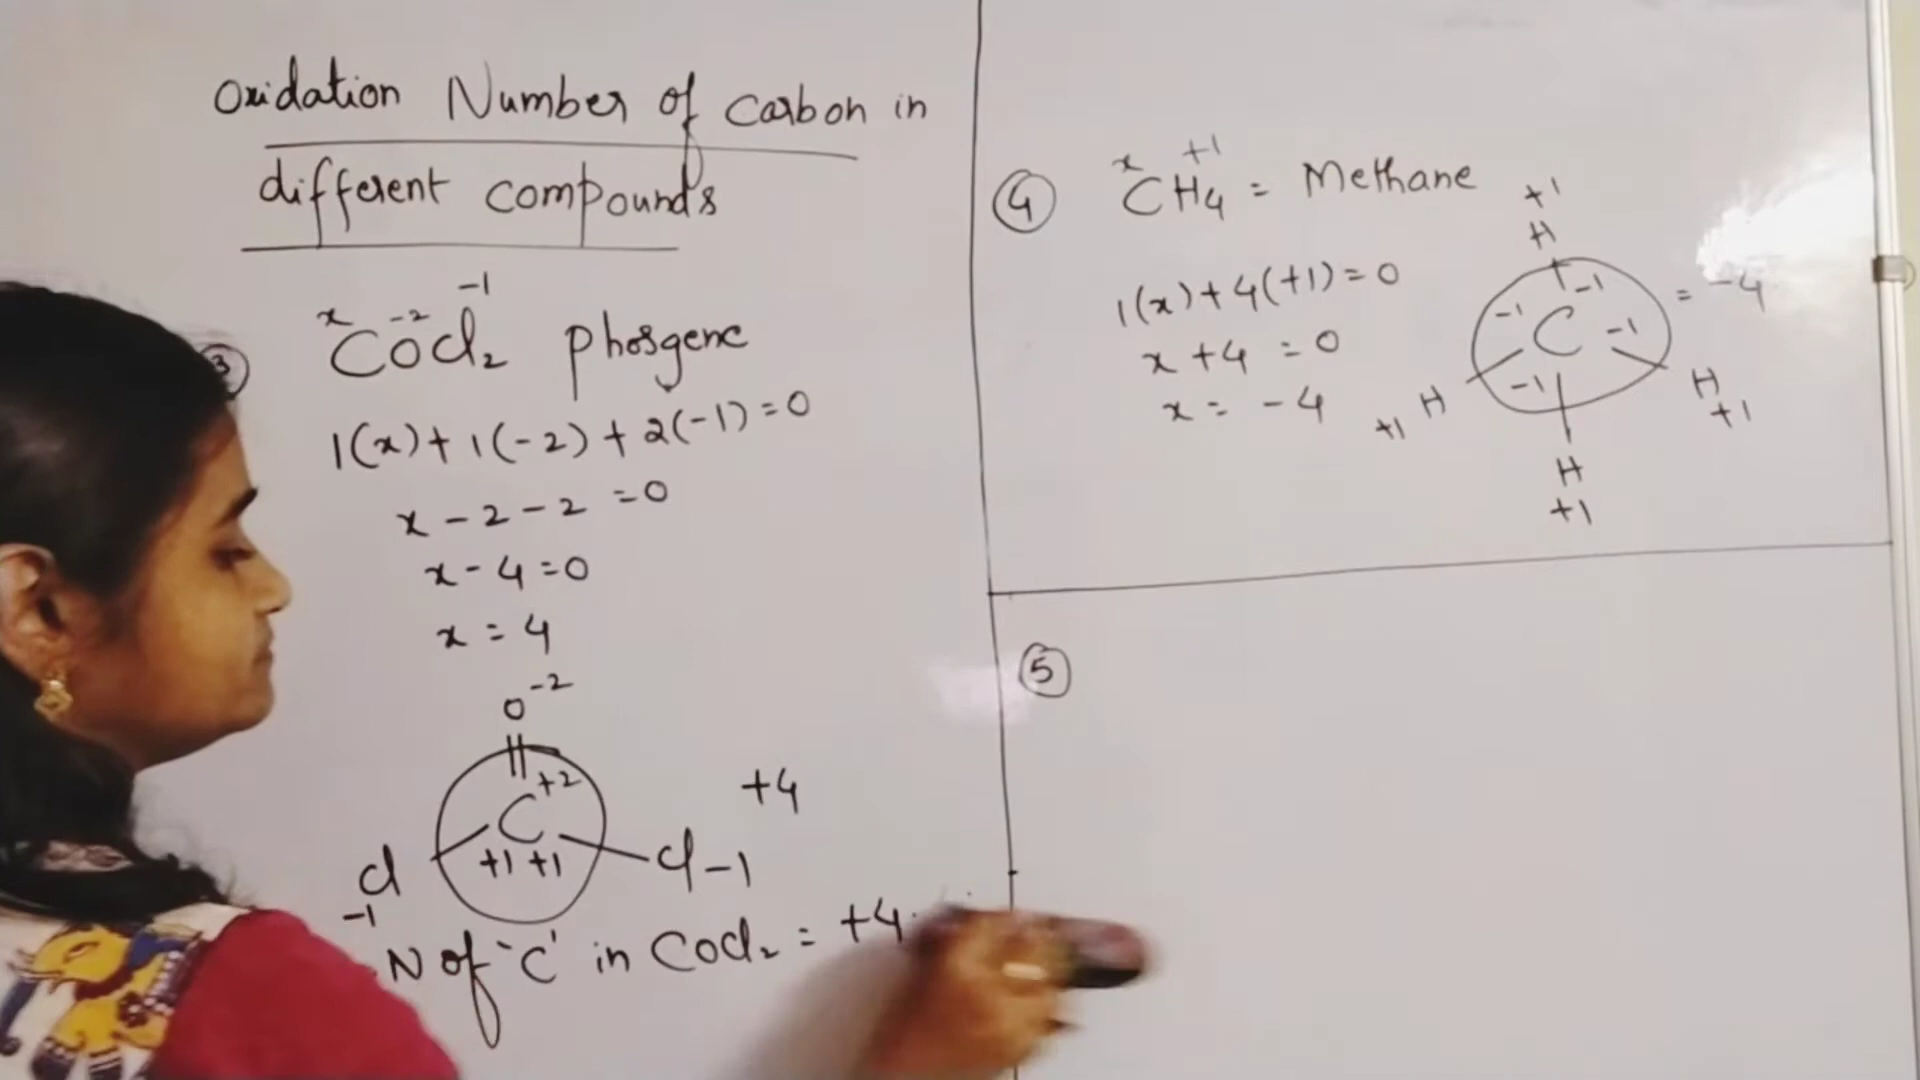 Oxidation Number of carbon in
different compounds
x -2 -1
3 COCl2 phosgene
1(x)+1(-2)+2(-1)=0
x-2-2=0
x-4=0
x=4
O-2
+2
C
+1 +1
Cl
-1
Cl-1
+4
N of 'C' in COCl2 = +4
x +1
4 CH4 = Methane
1(x)+4(+1)=0
x+4=0
x=-4
+1
H
-1
-1 C -1 = -4
-1
+1 H
H
+1
H
+1
5